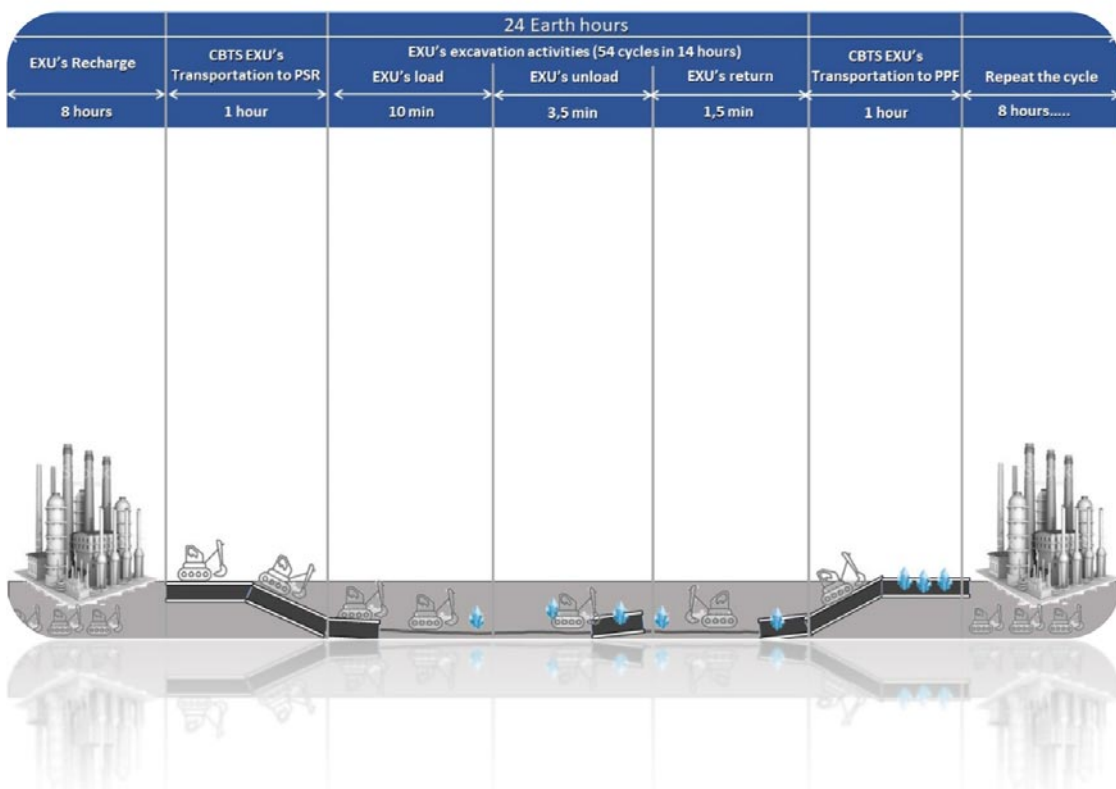 24 Earth hours
EXU's Recharge
CBTS EXU's
Transportation to PSR
EXU's excavation activities (54 cycles in 14 hours)
EXU's load
EXU's unload
EXU's return
CBTS EXU's
Transportation to PPF
Repeat the cycle
8 hours
1 hour
10 min
3,5 min
1,5 min
1 hour
8 hours.....